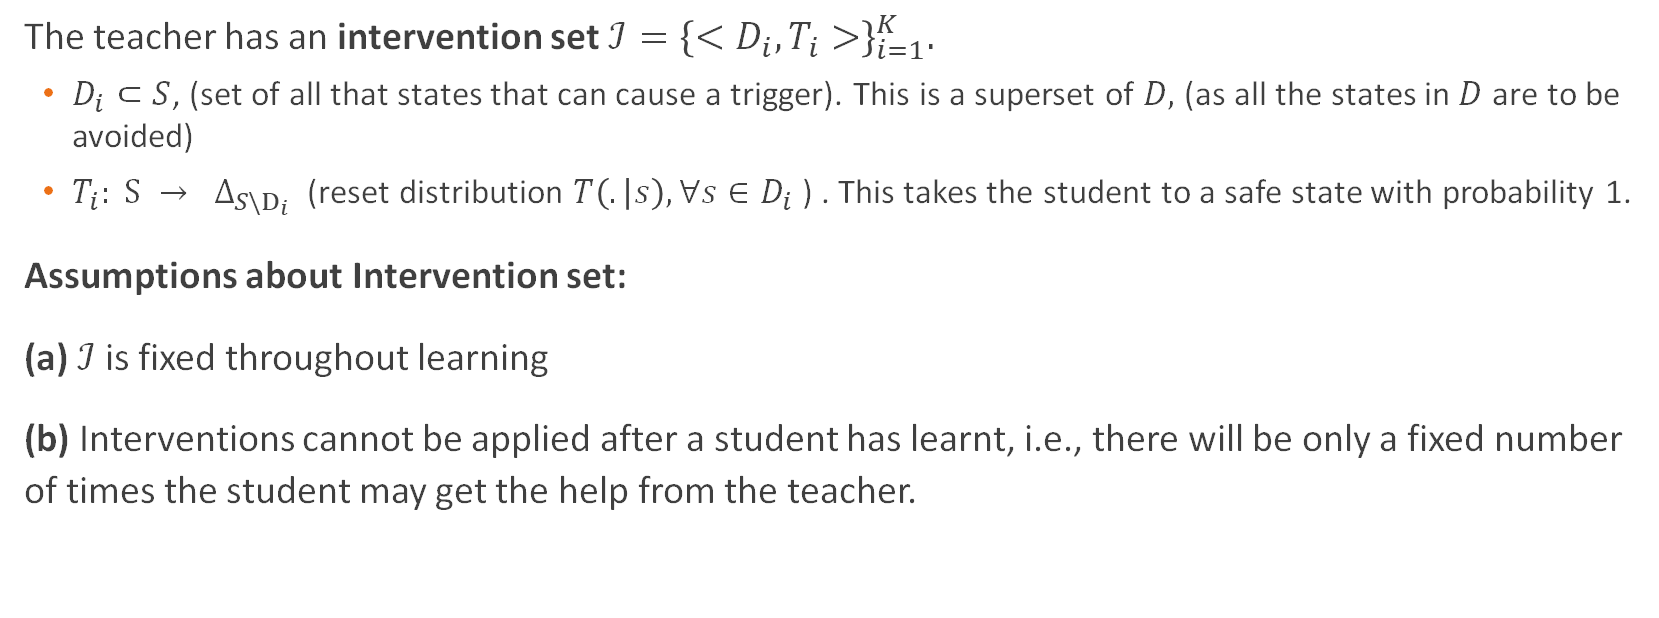 The teacher has an intervention set ℐ = {< Dᵢ, Tᵢ >}ᴷᵢ₌₁.
• Dᵢ ⊂ S, (set of all that states that can cause a trigger). This is a superset of D, (as all the states in D are to be
avoided)
• Tᵢ: S → Δ_{S\Dᵢ} (reset distribution T(.|s), ∀s ∈ Dᵢ ) . This takes the student to a safe state with probability 1.
Assumptions about Intervention set:
(a) ℐ is fixed throughout learning
(b) Interventions cannot be applied after a student has learnt, i.e., there will be only a fixed number
of times the student may get the help from the teacher.